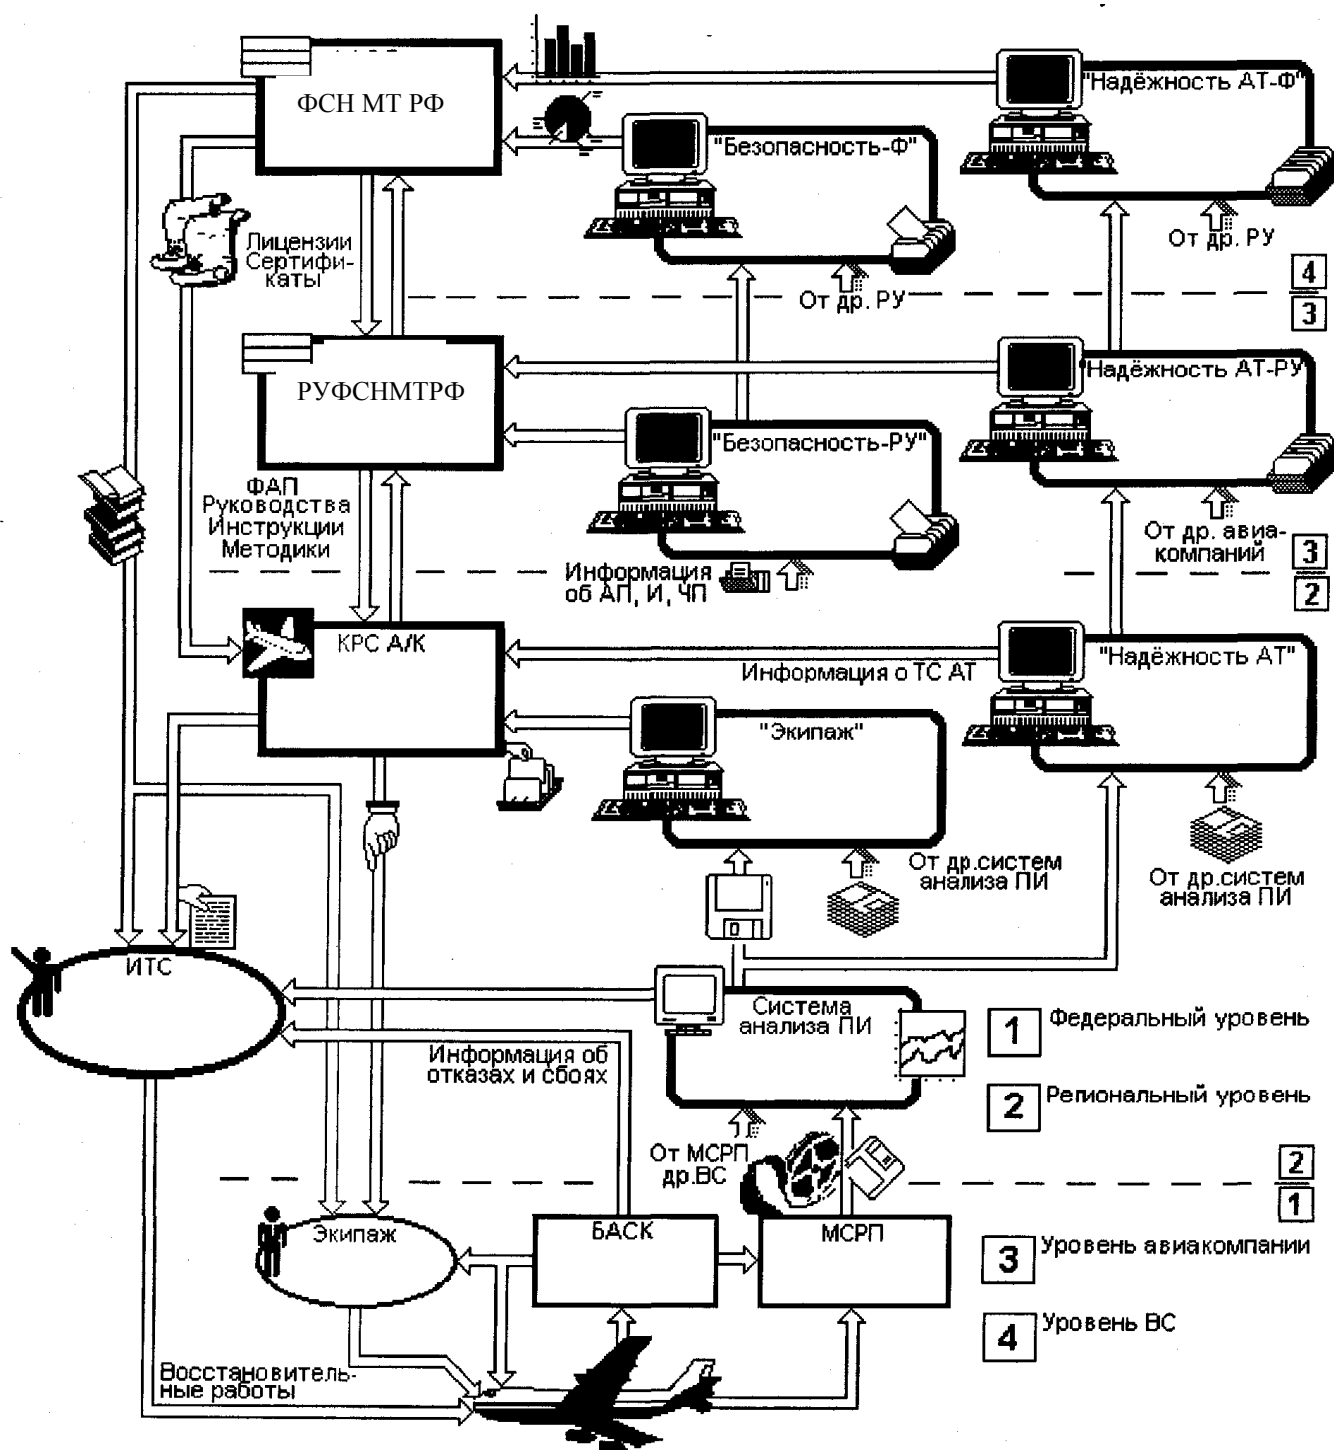 ФСН МТ РФ
"Надёжность АТ-Ф"
"Безопасность-Ф"
Лицензии
Сертифи-
каты
От др. РУ
От др. РУ
4
3
РУФСНМТРФ
"Надёжность АТ-РУ"
"Безопасность-РУ"
ФАП
Руководства
Инструкции
Методики
От др. авиа-
компаний
Информация
об АП, И, ЧП
3
2
КРС А/К
Информация о ТС АТ
"Надёжность АТ"
"Экипаж"
От др.систем
анализа ПИ
От др.систем
анализа ПИ
ИТС
Система
анализа ПИ
Информация об
отказах и сбоях
1 Федеральный уровень
2 Региональный уровень
От МСРП
др.ВС
2
1
Экипаж
БАСК
МСРП
3 Уровень авиакомпании
4 Уровень ВС
Восстановитель-
ные работы